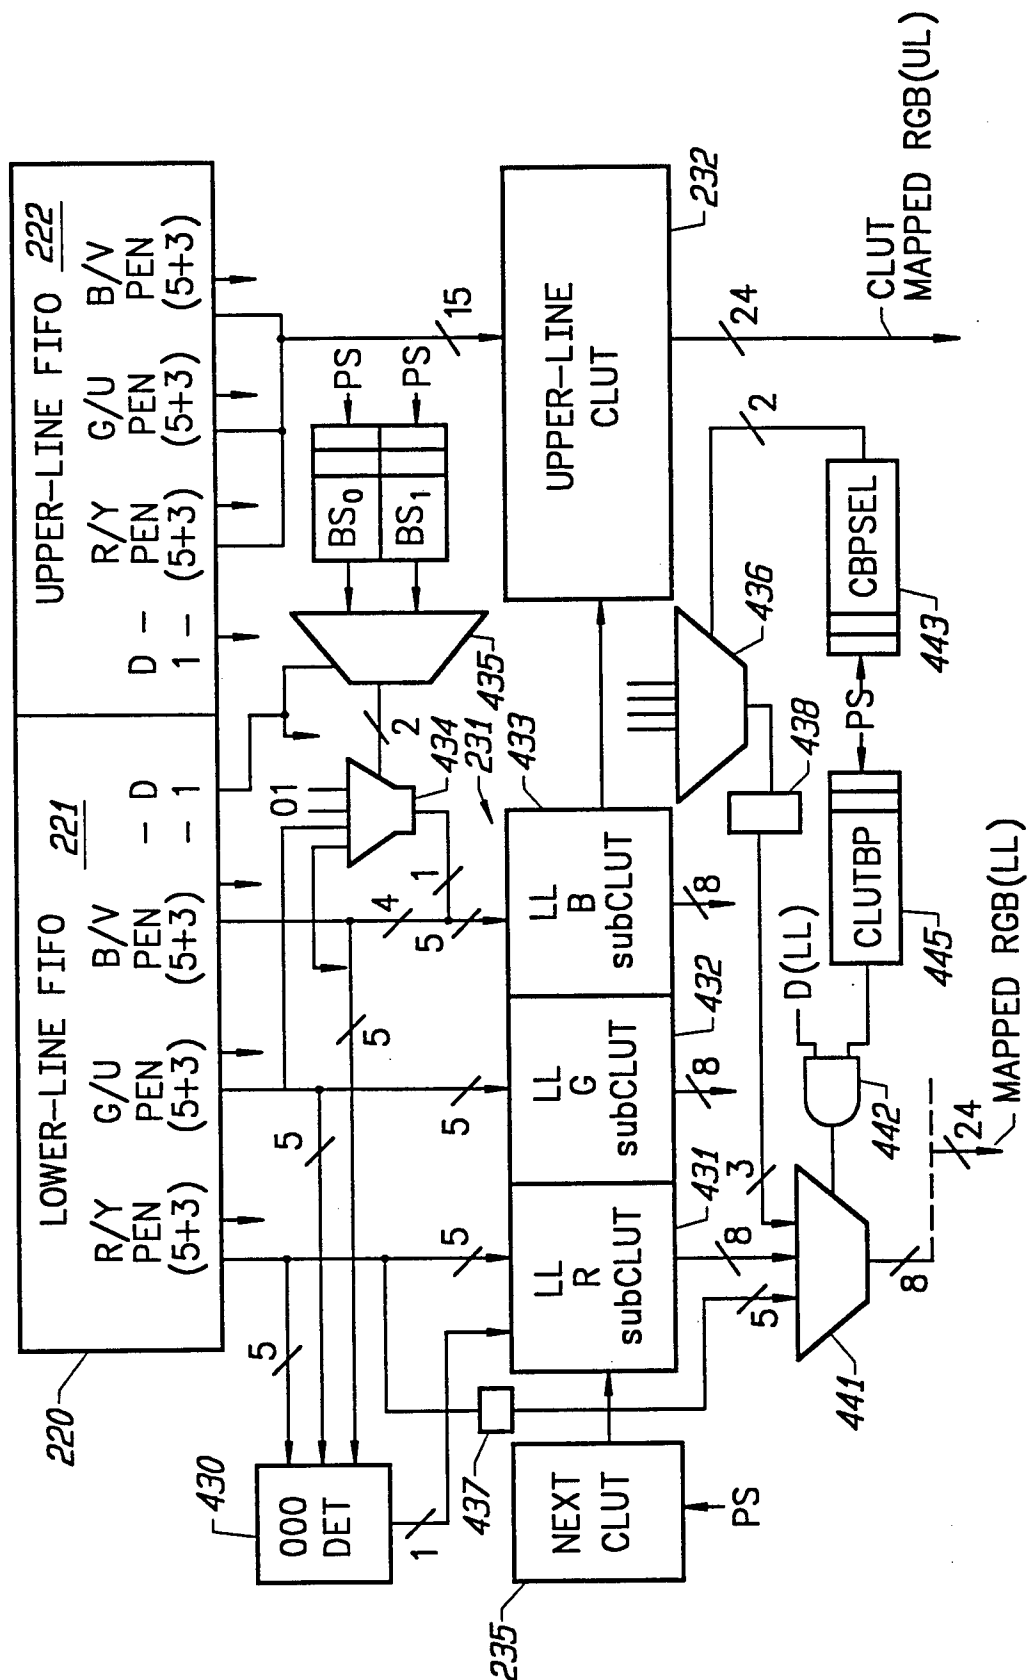 LOWER-LINE FIFO 221
R/Y PEN (5+3)
G/U PEN (5+3)
B/V PEN (5+3)
- D
- 1
UPPER-LINE FIFO 222
D -
1 -
R/Y PEN (5+3)
G/U PEN (5+3)
B/V PEN (5+3)
220
430
000
DET
5
5
5
1
437
5
5
4
5
1
01
434
2
435
BS0
BS1
PS
PS
15
231
433
235
NEXT
CLUT
PS
LL
R
subCLUT
431
LL
G
subCLUT
432
LL
B
subCLUT
UPPER-LINE
CLUT
232
5
8
3
8
8
24
CLUT
MAPPED RGB(UL)
436
2
438
441
442
D(LL)
CLUTBP
445
PS
CBPSEL
443
8
24
MAPPED RGB(LL)